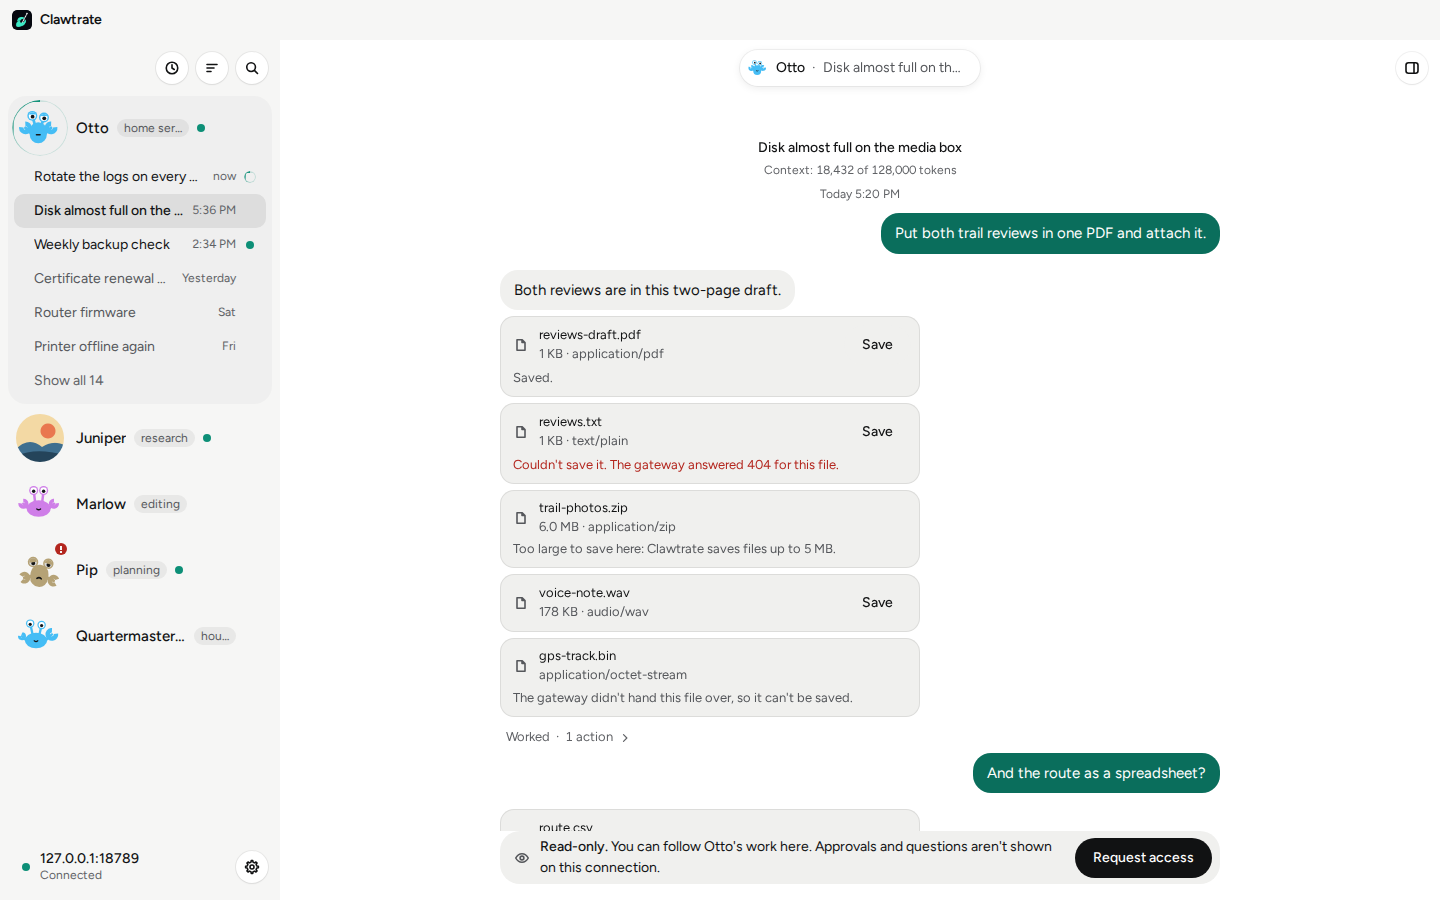 Clawtrate
Otto home ser...
Rotate the logs on every ... now
Disk almost full on the ... 5:36 PM
Weekly backup check 2:34 PM
Certificate renewal ... Yesterday
Router firmware Sat
Printer offline again Fri
Show all 14
Juniper research
Marlow editing
Pip planning
Quartermaster... hou...
127.0.0.1:18789
Connected
Otto · Disk almost full on th...
Disk almost full on the media box
Context: 18,432 of 128,000 tokens
Today 5:20 PM
Put both trail reviews in one PDF and attach it.
Both reviews are in this two-page draft.
reviews-draft.pdf
1 KB · application/pdf
Save
Saved.
reviews.txt
1 KB · text/plain
Save
Couldn't save it. The gateway answered 404 for this file.
trail-photos.zip
6.0 MB · application/zip
Too large to save here: Clawtrate saves files up to 5 MB.
voice-note.wav
178 KB · audio/wav
Save
gps-track.bin
application/octet-stream
The gateway didn't hand this file over, so it can't be saved.
Worked · 1 action
And the route as a spreadsheet?
route.csv
Read-only. You can follow Otto's work here. Approvals and questions aren't shown
on this connection.
Request access